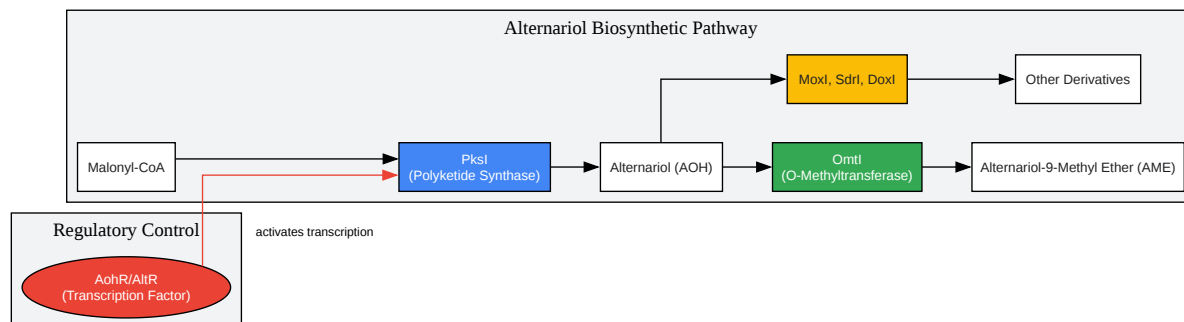 Alternariol Biosynthetic Pathway
MoxI, SdrI, DoxI
Other Derivatives
Malonyl-CoA
PksI
(Polyketide Synthase)
Alternariol (AOH)
OmtI
(O-Methyltransferase)
Alternariol-9-Methyl Ether (AME)
Regulatory Control
activates transcription
AohR/AltR
(Transcription Factor)